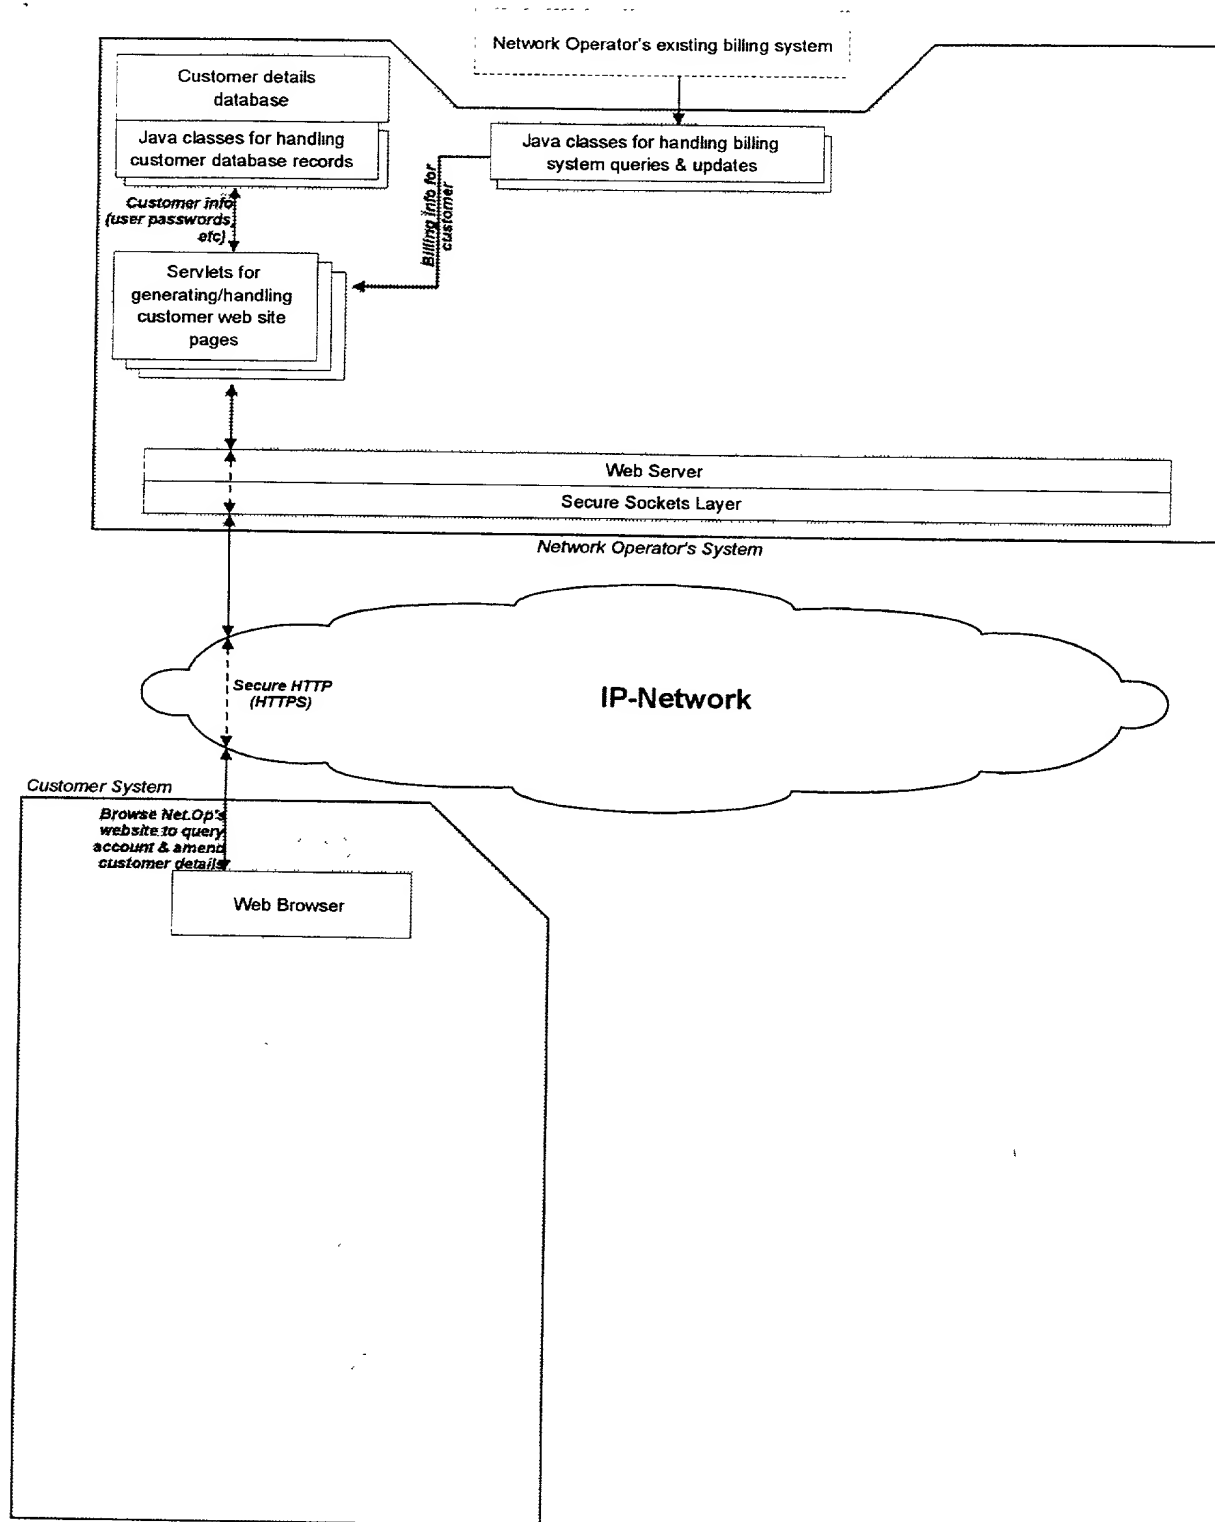 Network Operator's existing billing system
Customer details
database
Java classes for handling
customer database records
Java classes for handling billing
system queries & updates
Customer info
(user passwords,
etc)
Billing info for
customer
Servlets for
generating/handling
customer web site
pages
Web Server
Secure Sockets Layer
Network Operator's System
Secure HTTP
(HTTPS)
IP-Network
Customer System
Browse Net.Op's
website to query
account & amend
customer details
Web Browser